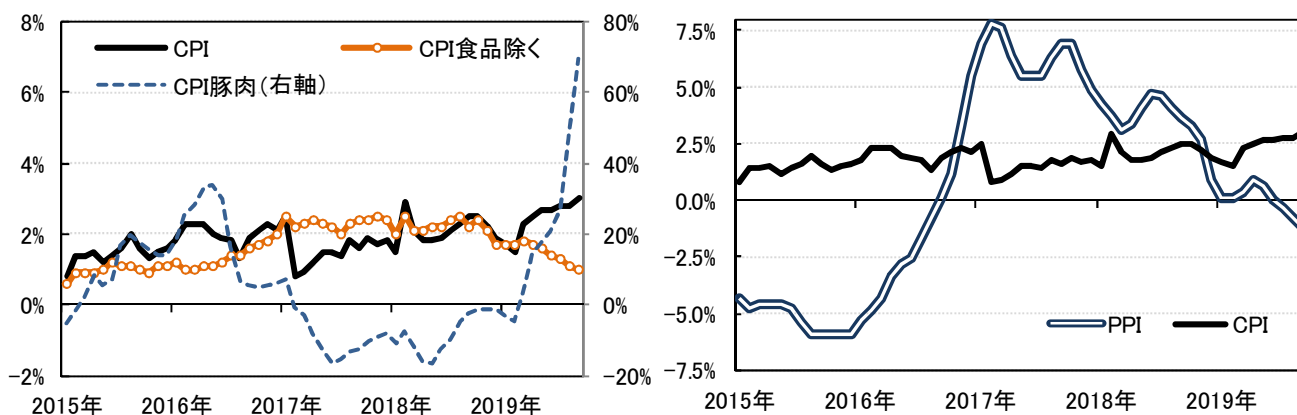 8%
6%
4%
2%
0%
−2%
80%
60%
40%
20%
0%
−20%
CPI
CPI食品除く
CPI豚肉(右軸)
2015年
2016年
2017年
2018年
2019年
7.5%
5.0%
2.5%
0.0%
−2.5%
−5.0%
−7.5%
PPI
CPI
2015年
2016年
2017年
2018年
2019年